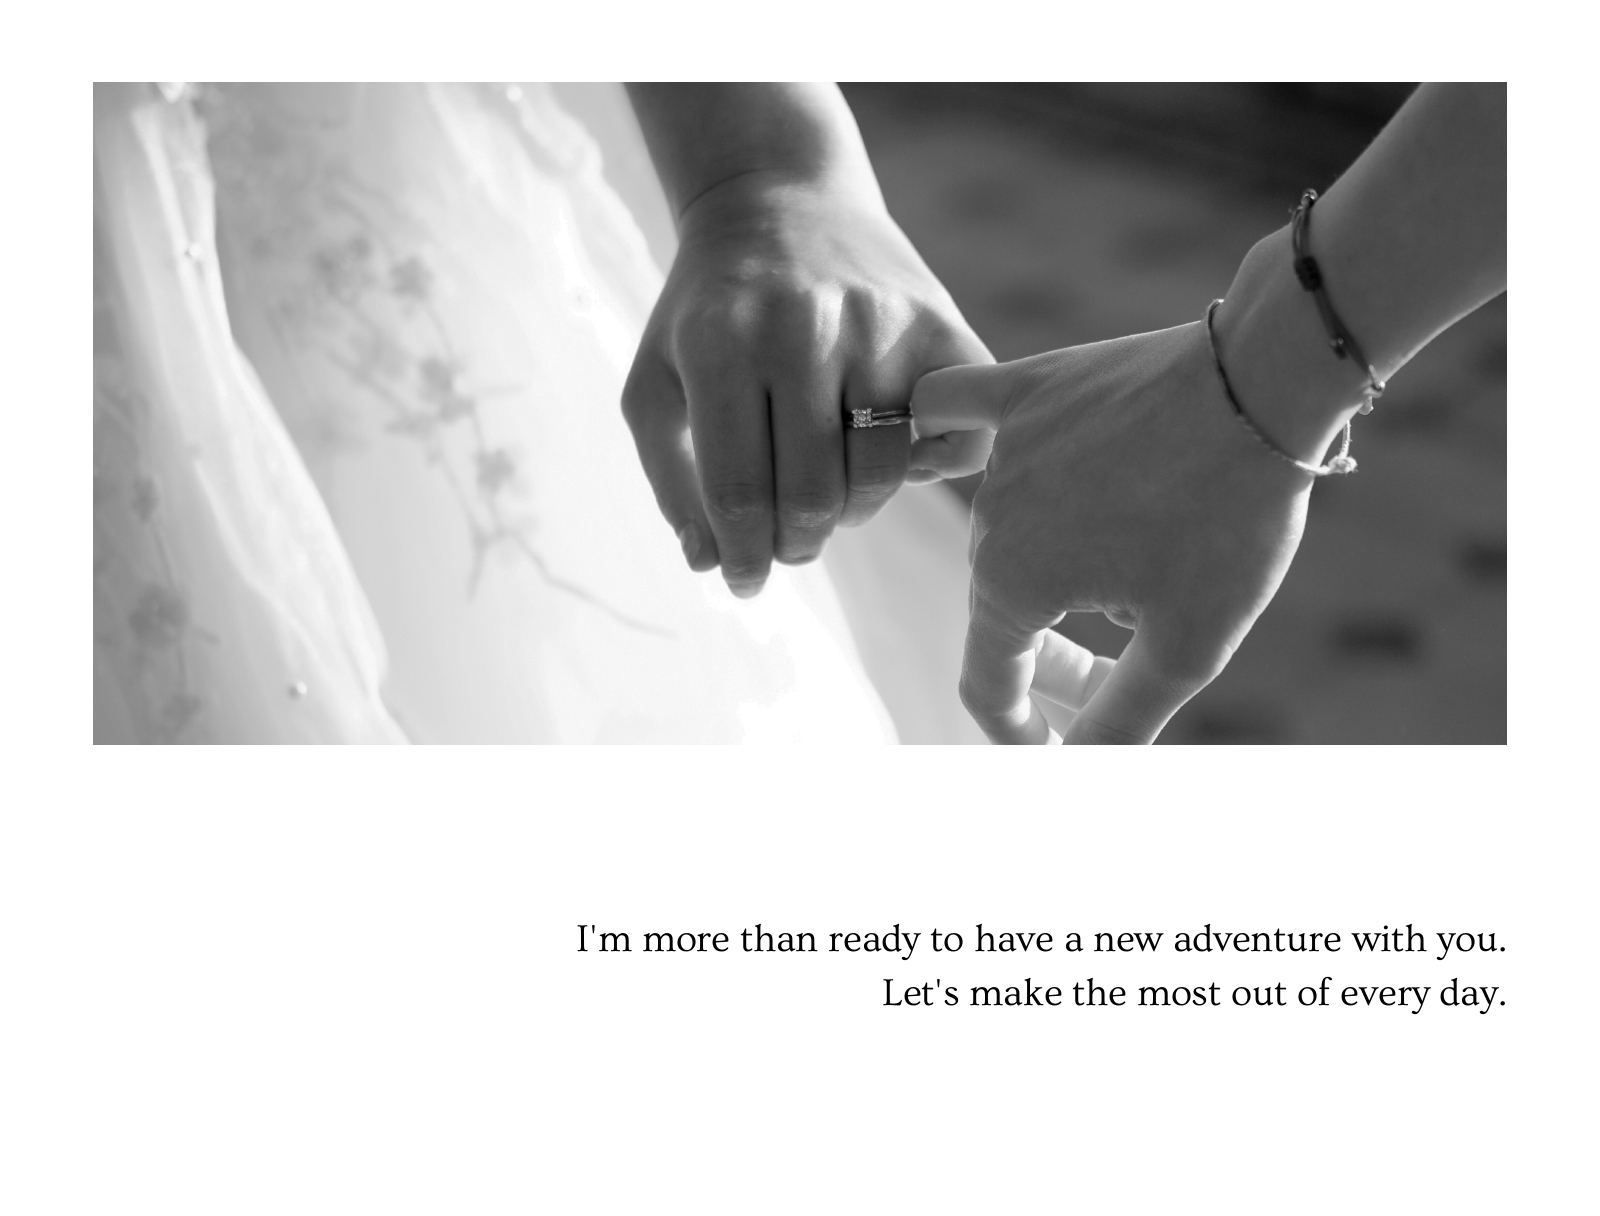 I'm more than ready to have a new adventure with you.
Let's make the most out of every day.